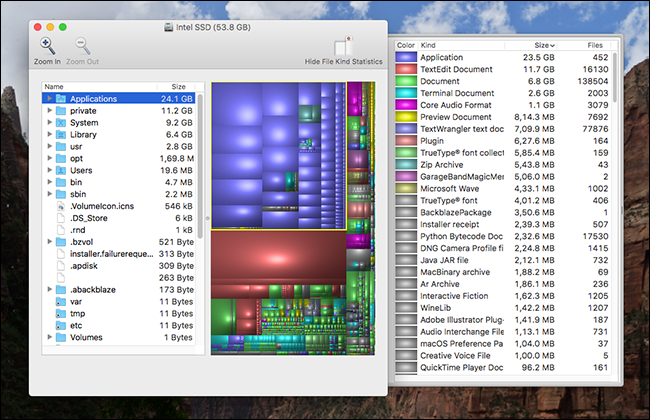 Intel SSD (53.8 GB)
Zoom In Zoom Out Hide File Kind Statistics
Name Size
Applications 24.1 GB
private 11.2 GB
System 9.2 GB
Library 6.4 GB
usr 2.8 GB
opt 1,69.8 M
Users 19.6 MB
bin 4.7 MB
sbin 2.2 MB
.VolumeIcon.icns 546 kB
.DS_Store 6 kB
.rnd 1 kB
.bzvol 521 Byte
installer.failurereque... 313 Byte
.apdisk 309 Byte
263 Byte
.abackblaze 173 Byte
var 11 Bytes
tmp 11 Bytes
etc 11 Bytes
Volumes 11 Bytes
Color Kind Size Files
Application 23.5 GB 452
TextEdit Document 11.7 GB 16130
Document 6.8 GB 138504
Terminal Document 2.6 GB 2003
Core Audio Format 1.1 GB 3079
Preview Document 8,14.3 MB 7692
TextWrangler text doc 7,09.9 MB 77876
Plugin 6,27.6 MB 164
TrueType® font collect 5,85.4 MB 159
Zip Archive 5,43.8 MB 43
GarageBandMagicMen 5,02.0 MB 1
Microsoft Wave 4,33.1 MB 1002
TrueType® font 4,01.2 MB 406
BackblazePackage 3,50.6 MB 1
Installer receipt 2,39.3 MB 507
Python Bytecode Doc 2,32.6 MB 17530
DNG Camera Profile fi 2,24.8 MB 1415
Java JAR file 2,12.1 MB 732
MacBinary archive 1,88.2 MB 69
Ar Archive 1,86.1 MB 236
Interactive Fiction 1,62.3 MB 1205
WineLib 1,42.2 MB 1207
Adobe Illustrator Plug 1,41.9 MB 187
Audio Interchange File 1,13.1 MB 731
macOS Preference Pa 1,04.0 MB 37
Creative Voice File 1,00.0 MB 5
QuickTime Player Doc 96.2 MB 161